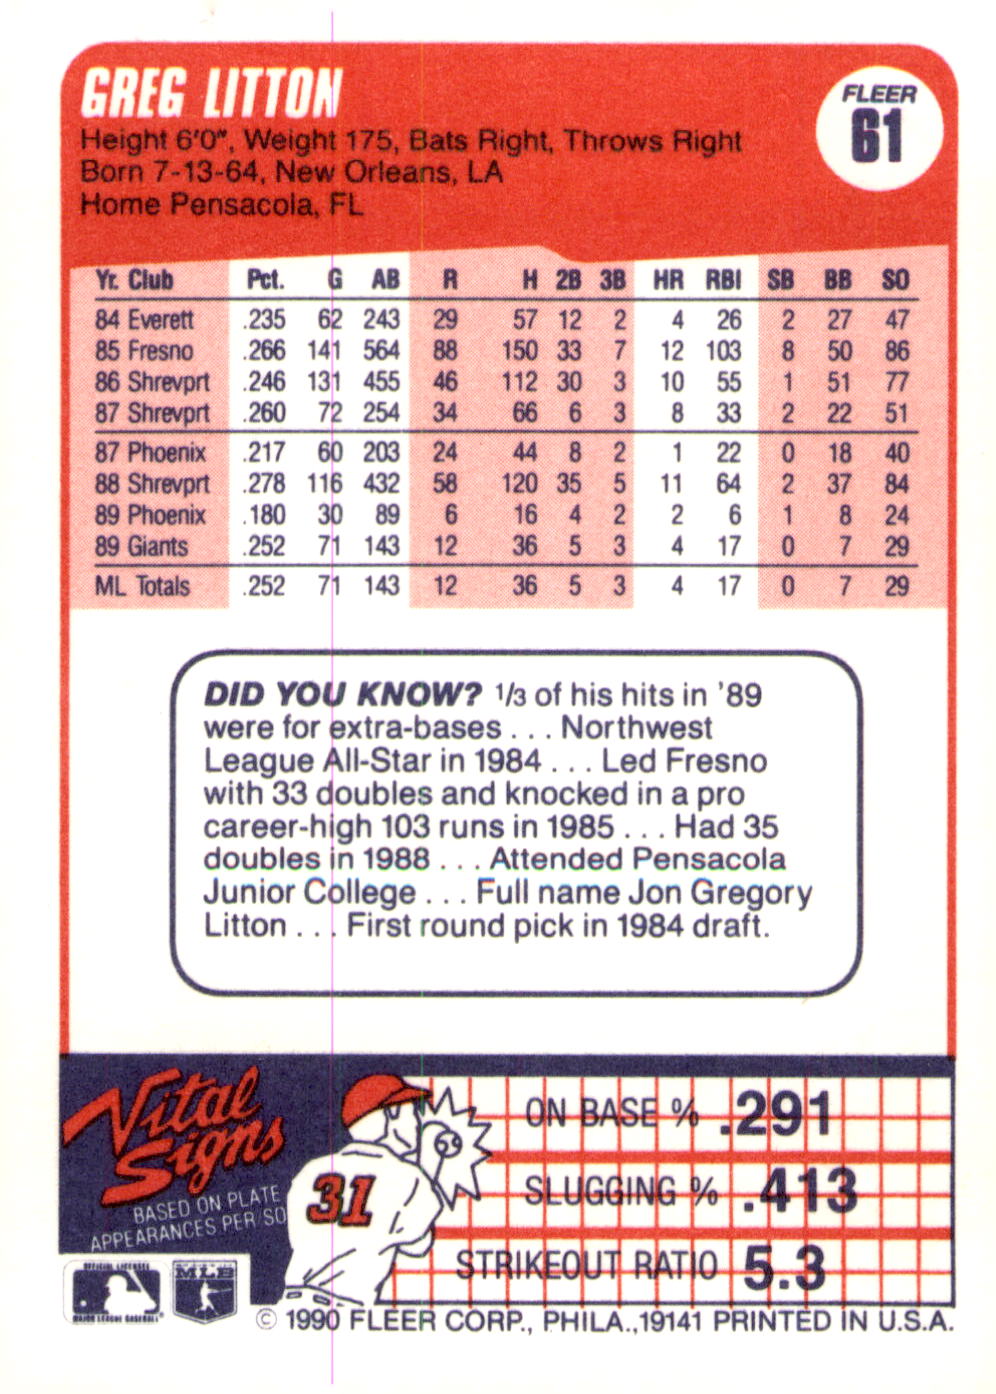 GREG LITTON
FLEER
61
Height 6'0", Weight 175, Bats Right, Throws Right
Born 7-13-64, New Orleans, LA
Home Pensacola, FL
Yr. Club Pct. G AB R H 2B 3B HR RBI SB BB SO
84 Everett .235 62 243 29 57 12 2 4 26 2 27 47
85 Fresno .266 141 564 88 150 33 7 12 103 8 50 86
86 Shrevprt .246 131 455 46 112 30 3 10 55 1 51 77
87 Shrevprt .260 72 254 34 66 6 3 8 33 2 22 51
87 Phoenix .217 60 203 24 44 8 2 1 22 0 18 40
88 Shrevprt .278 116 432 58 120 35 5 11 64 2 37 84
89 Phoenix .180 30 89 6 16 4 2 2 6 1 8 24
89 Giants .252 71 143 12 36 5 3 4 17 0 7 29
ML Totals .252 71 143 12 36 5 3 4 17 0 7 29
DID YOU KNOW? 1/3 of his hits in '89
were for extra-bases . . . Northwest
League All-Star in 1984 . . . Led Fresno
with 33 doubles and knocked in a pro
career-high 103 runs in 1985 . . . Had 35
doubles in 1988 . . . Attended Pensacola
Junior College . . . Full name Jon Gregory
Litton . . . First round pick in 1984 draft.
Vital
Signs
BASED ON PLATE
APPEARANCES PER SO
31
ON BASE % .291
SLUGGING % .413
STRIKEOUT RATIO 5.3
OFFICIAL LICENSEE
MAJOR LEAGUE BASEBALL
MLB
© 1990 FLEER CORP., PHILA.,19141 PRINTED IN U.S.A.